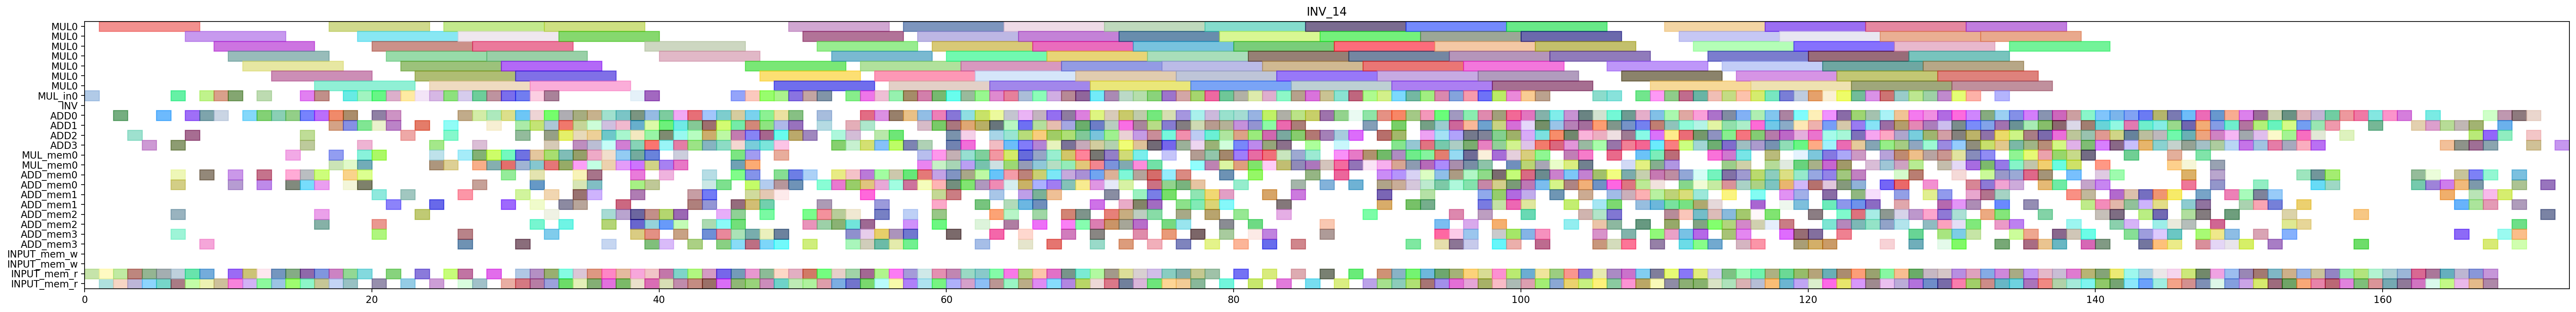 INV_14
MUL0
MUL0
MUL0
MUL0
MUL0
MUL0
MUL0
MUL_in0
INV
ADD0
ADD1
ADD2
ADD3
MUL_mem0
MUL_mem0
ADD_mem0
ADD_mem0
ADD_mem1
ADD_mem1
ADD_mem2
ADD_mem2
ADD_mem3
ADD_mem3
INPUT_mem_w
INPUT_mem_w
INPUT_mem_r
INPUT_mem_r
0 20 40 60 80 100 120 140 160